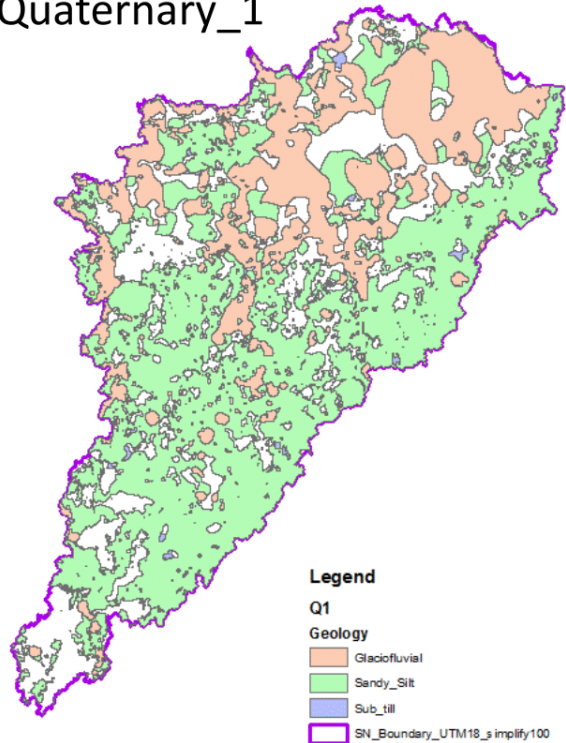 Quaternary_1
Legend
Q1
Geology
Glaciofluvial
Sandy_Silt
Sub_till
SN_Boundary_UTM18_simplify100